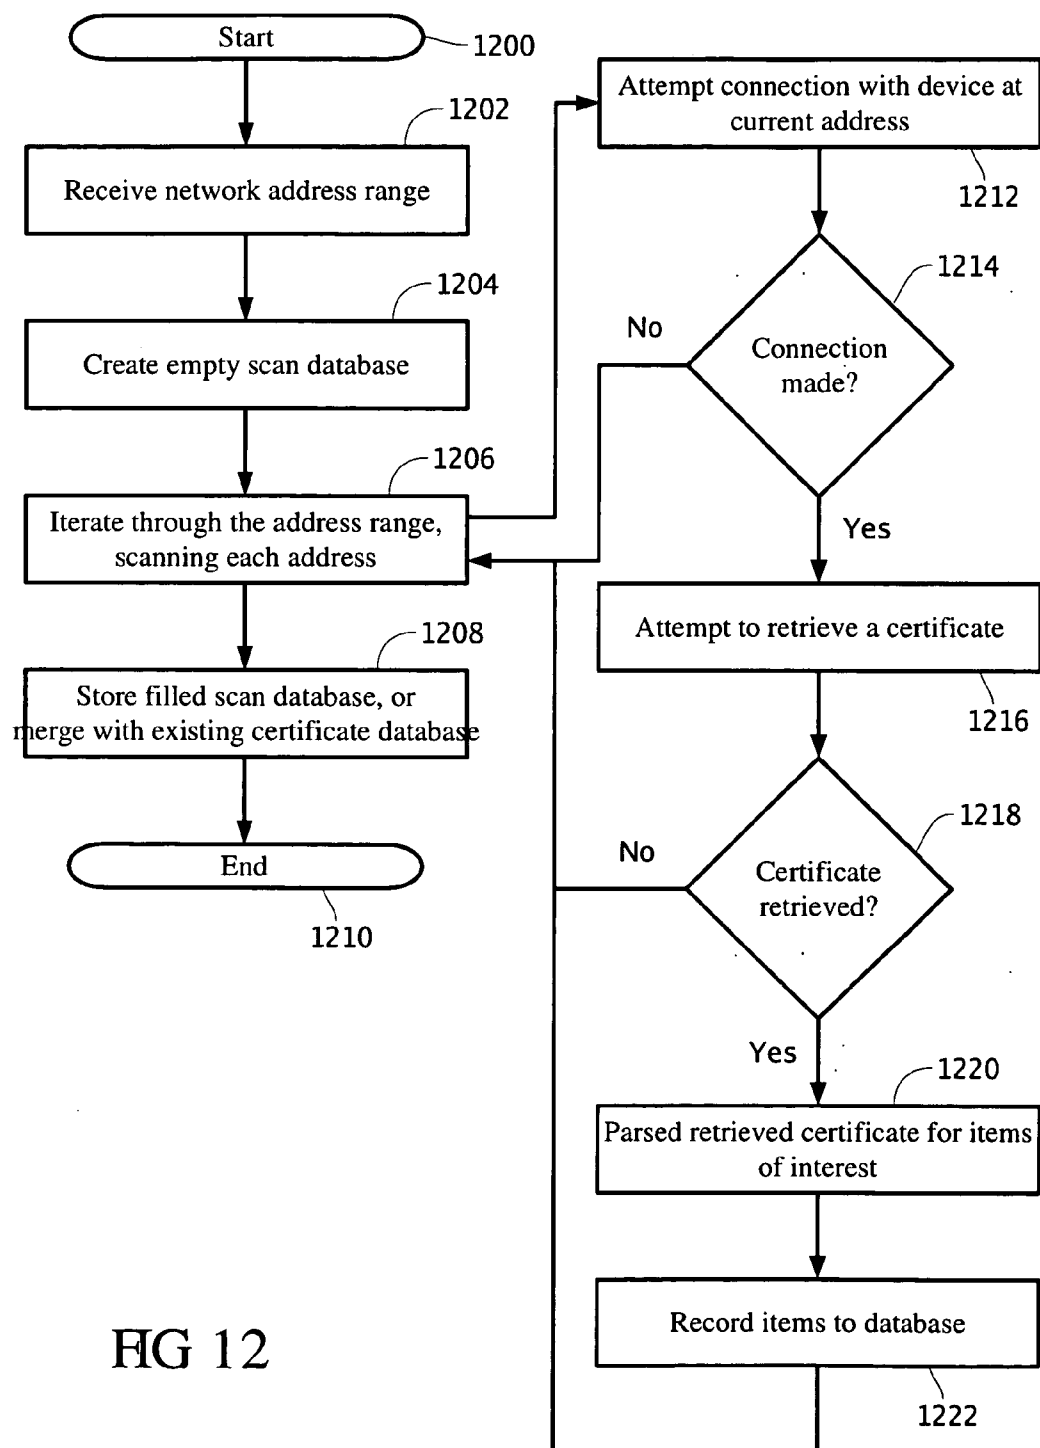 Start
1200
1202
Receive network address range
1204
Create empty scan database
1206
Iterate through the address range,
scanning each address
1208
Store filled scan database, or
merge with existing certificate database
End
1210
Attempt connection with device at
current address
1212
1214
No
Connection
made?
Yes
Attempt to retrieve a certificate
1216
1218
No
Certificate
retrieved?
Yes
1220
Parsed retrieved certificate for items
of interest
Record items to database
1222
FIG 12